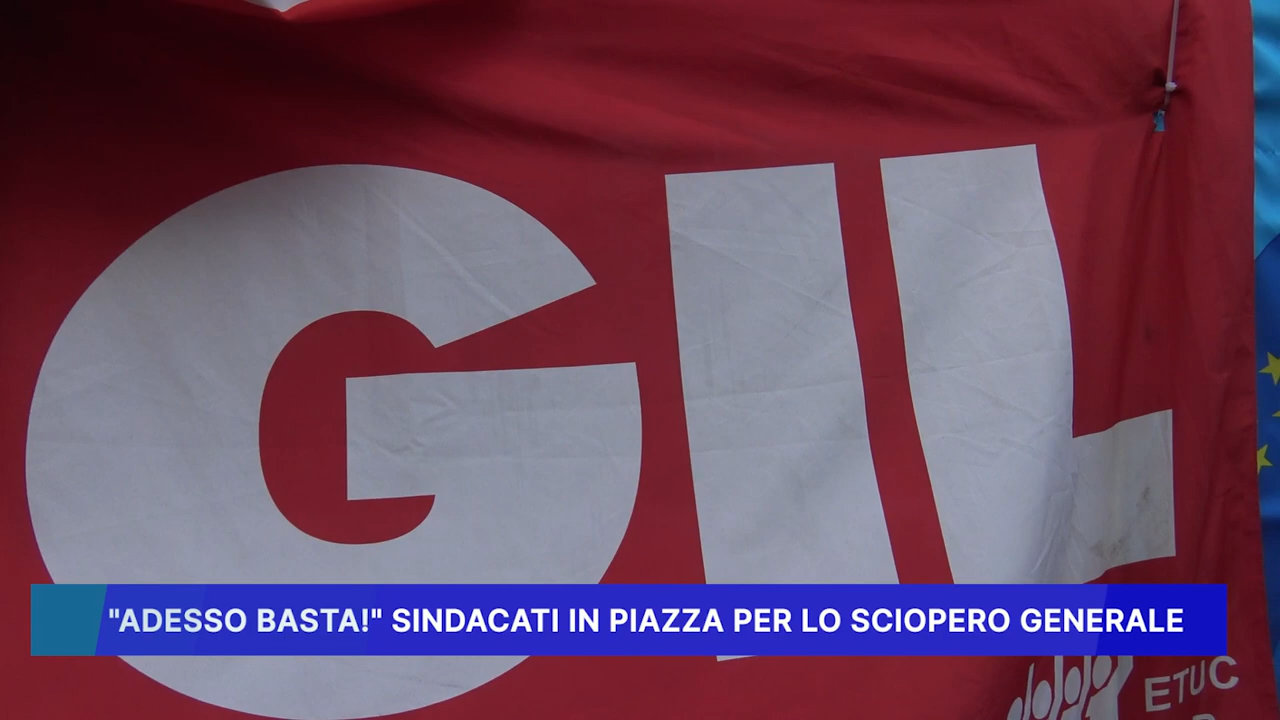 GIL
"ADESSO BASTA!" SINDACATI IN PIAZZA PER LO SCIOPERO GENERALE
ETUC